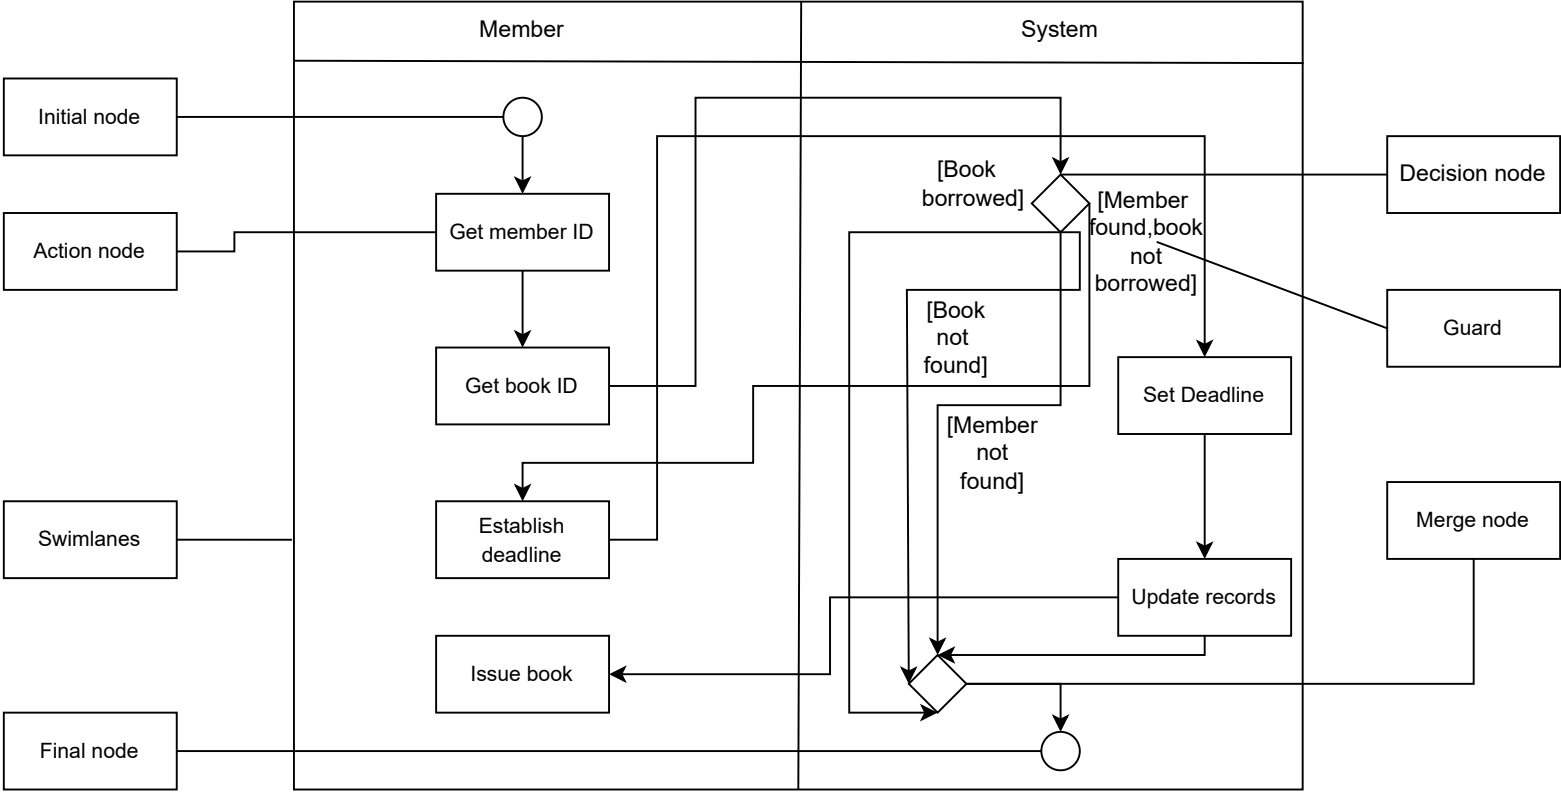 Member
System
Initial node
Action node
Get member ID
Get book ID
Swimlanes
Establish
deadline
Issue book
Final node
[Book
borrowed]
[Member
found,book
not
borrowed]
[Book
not
found]
[Member
not
found]
Set Deadline
Update records
Decision node
Guard
Merge node